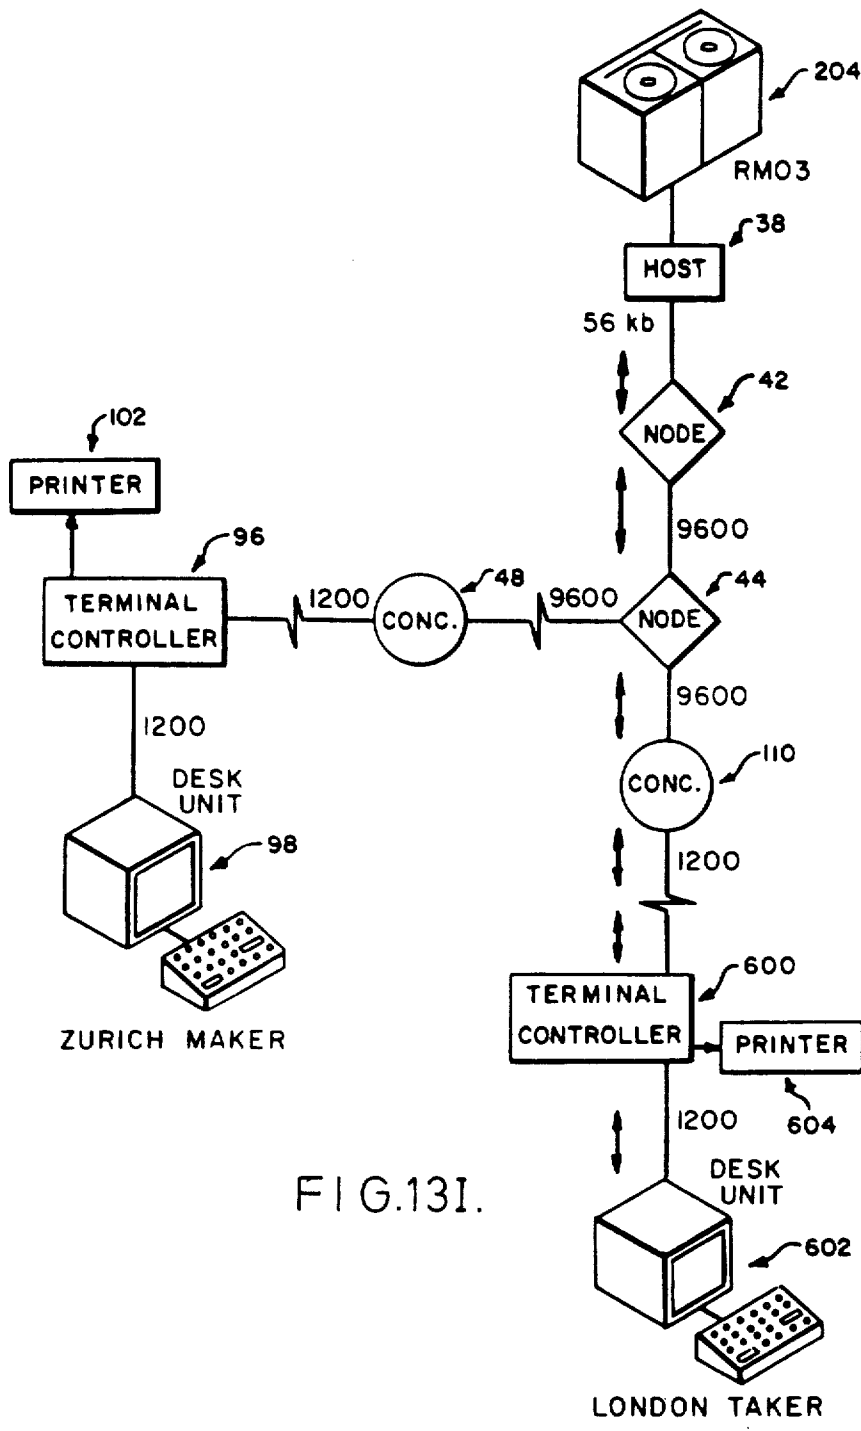 204
RM03
38
HOST
56 kb
42
NODE
102
PRINTER
9600
96
48
44
TERMINAL
CONTROLLER
1200
CONC.
9600
NODE
9600
1200
DESK
UNIT
110
CONC.
98
1200
ZURICH MAKER
600
TERMINAL
CONTROLLER
PRINTER
604
1200
DESK
UNIT
FIG.13I.
602
LONDON TAKER